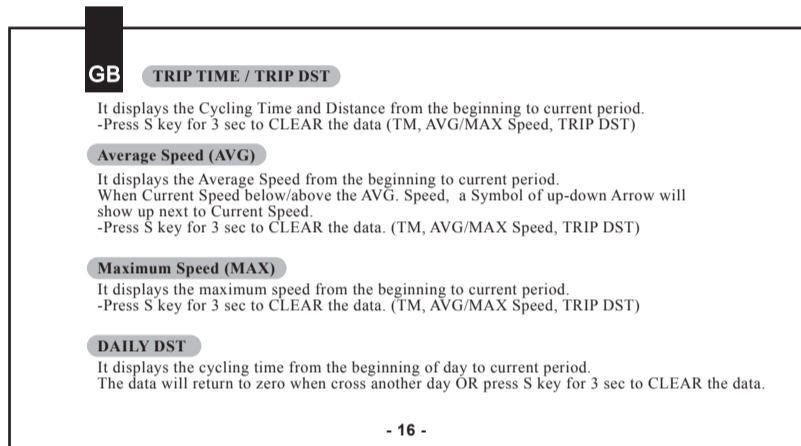 GB
TRIP TIME / TRIP DST
It displays the Cycling Time and Distance from the beginning to current period.
-Press S key for 3 sec to CLEAR the data (TM, AVG/MAX Speed, TRIP DST)
Average Speed (AVG)
It displays the Average Speed from the beginning to current period.
When Current Speed below/above the AVG. Speed, a Symbol of up-down Arrow will
show up next to Current Speed.
-Press S key for 3 sec to CLEAR the data. (TM, AVG/MAX Speed, TRIP DST)
Maximum Speed (MAX)
It displays the maximum speed from the beginning to current period.
-Press S key for 3 sec to CLEAR the data. (TM, AVG/MAX Speed, TRIP DST)
DAILY DST
It displays the cycling time from the beginning of day to current period.
The data will return to zero when cross another day OR press S key for 3 sec to CLEAR the data.
- 16 -